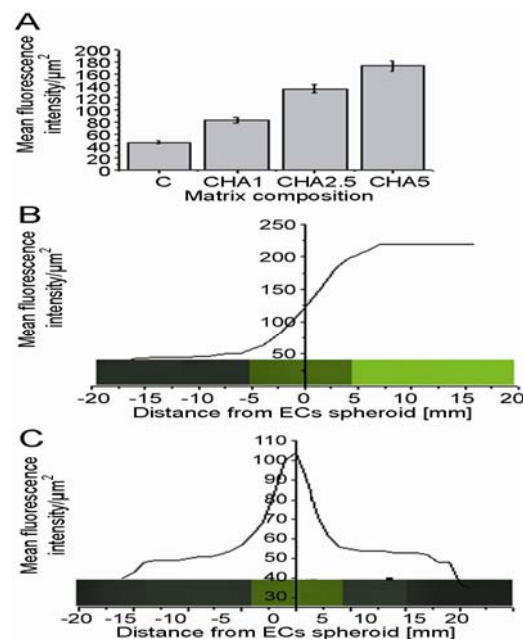 A
Mean fluorescence
intensity/µm²
200
180
160
140
120
100
80
60
40
20
0
C CHA1 CHA2.5 CHA5
Matrix composition
B
Mean fluorescence
intensity/µm²
250
200
150
100
50
-20 -15 -10 -5 0 5 10 15 20
Distance from ECs spheroid [mm]
C
Mean fluorescence
intensity/µm²
110
100
90
80
70
60
50
40
30
-20 -15 -10 -5 0 5 10 15 20
Distance from ECs spheroid [mm]